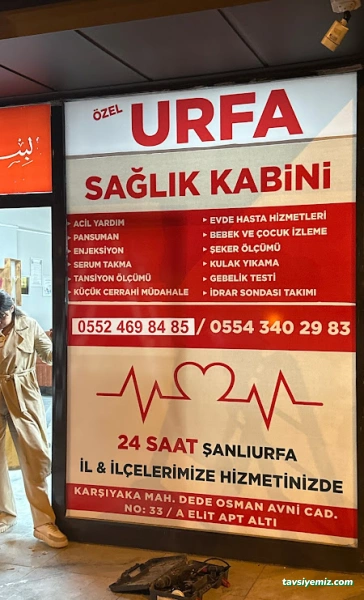 ÖZEL
URFA
SAĞLIK KABiNi
ACİL YARDIM
PANSUMAN
ENJEKSİYON
SERUM TAKMA
TANSİYON ÖLÇÜMÜ
KÜÇÜK CERRAHİ MÜDAHALE
EVDE HASTA HİZMETLERİ
BEBEK VE ÇOCUK İZLEME
ŞEKER ÖLÇÜMÜ
KULAK YIKAMA
GEBELİK TESTİ
İDRAR SONDASI TAKIMI
0552 469 84 85 / 0554 340 29 83
24 SAAT ŞANLIURFA
İL & İLÇELERİMİZE HİZMETİNİZDE
KARŞIYAKA MAH. DEDE OSMAN AVNİ CAD.
NO: 33 / A ELİT APT ALTI
tavsiyemiz.com